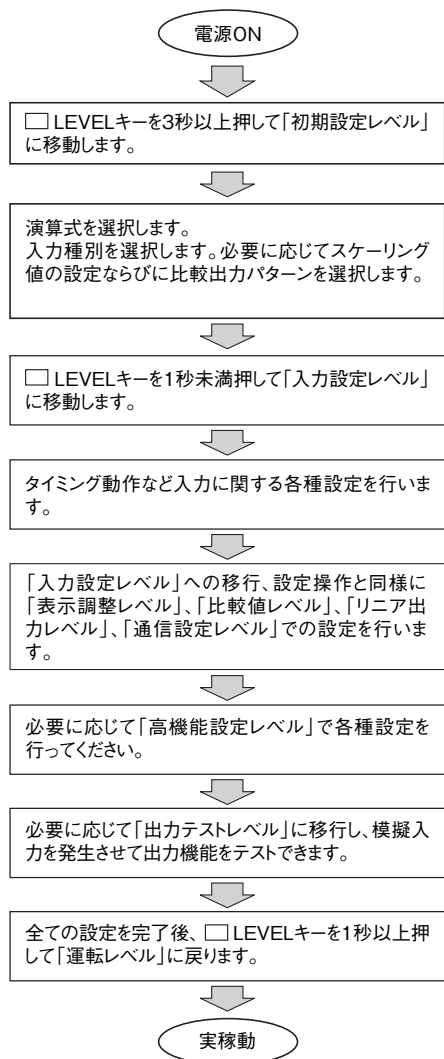 電源ON
□ LEVELキーを3秒以上押して「初期設定レベル」
に移動します。
演算式を選択します。
入力種別を選択します。必要に応じてスケーリング
値の設定ならびに比較出力パターンを選択します。
□ LEVELキーを1秒未満押して「入力設定レベル」
に移動します。
タイミング動作など入力に関する各種設定を行いま
す。
「入力設定レベル」への移行、設定操作と同様に
「表示調整レベル」、「比較値レベル」、「リニア出
力レベル」、「通信設定レベル」での設定を行いま
す。
必要に応じて「高機能設定レベル」で各種設定を
行ってください。
必要に応じて「出力テストレベル」に移行し、模擬入
力を発生させて出力機能をテストできます。
全ての設定を完了後、□ LEVELキーを1秒以上押
して「運転レベル」に戻ります。
実稼動